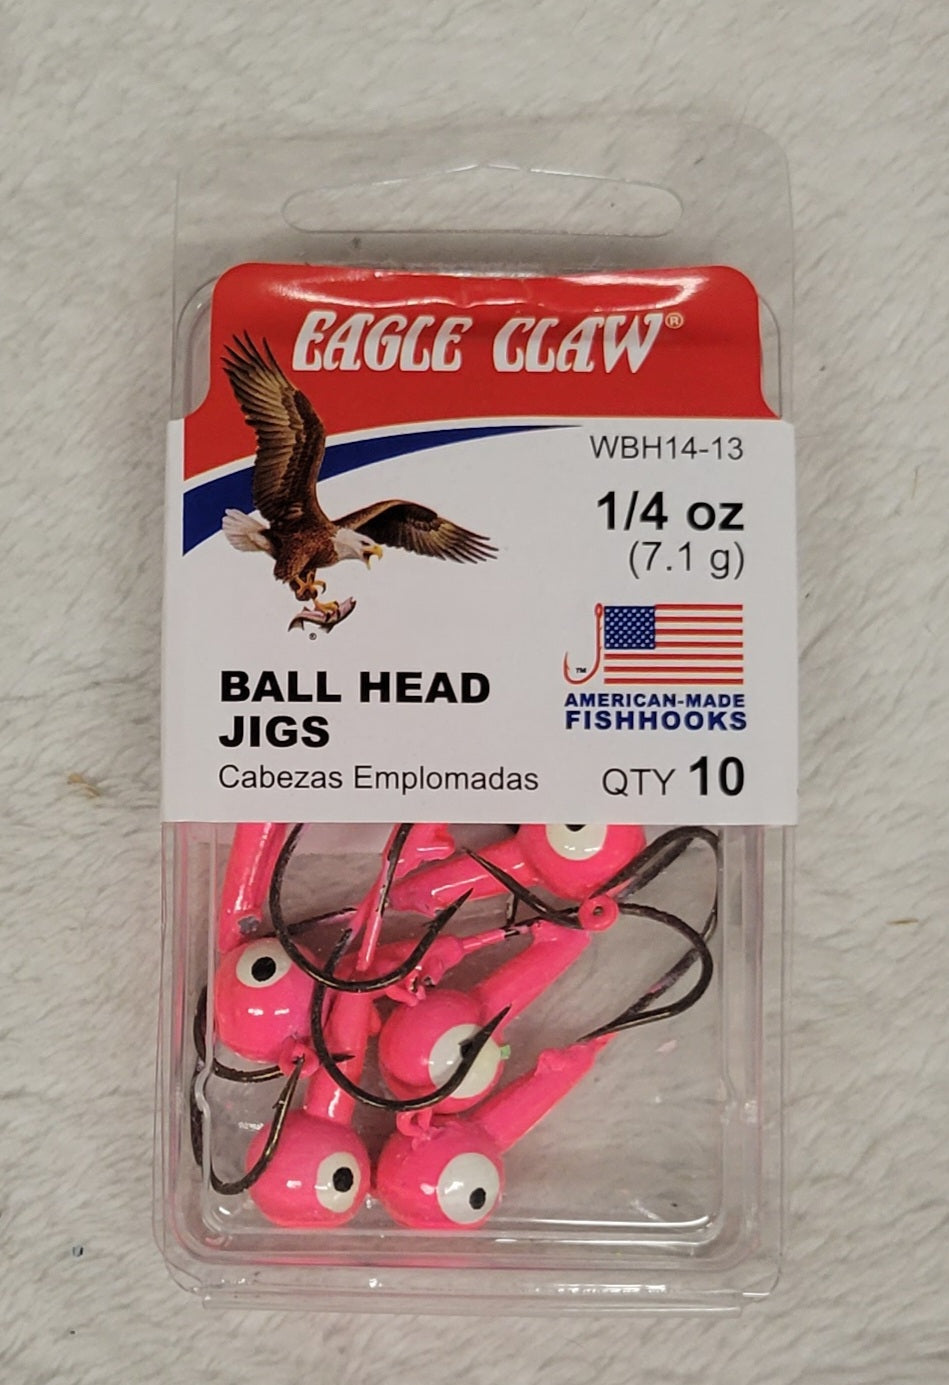 EAGLE CLAW®
WBH14-13
1/4 oz
(7.1 g)
®
™
AMERICAN-MADE
FISHHOOKS
BALL HEAD
JIGS
Cabezas Emplomadas
QTY 10